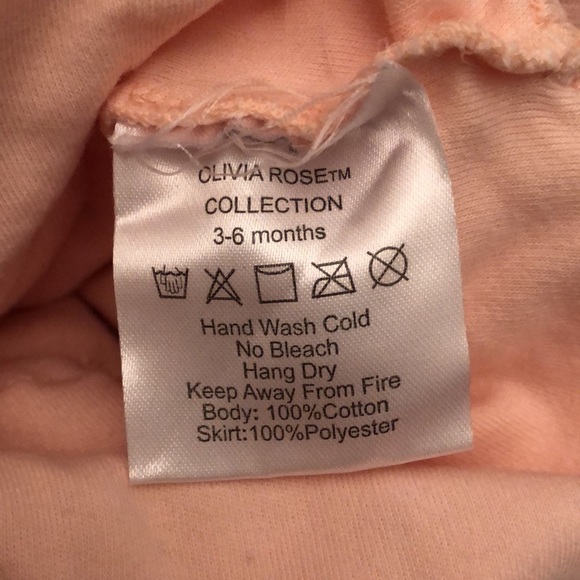 OLIVIA ROSE™
COLLECTION
3-6 months
Hand Wash Cold
No Bleach
Hang Dry
Keep Away From Fire
Body: 100%Cotton
Skirt:100%Polyester